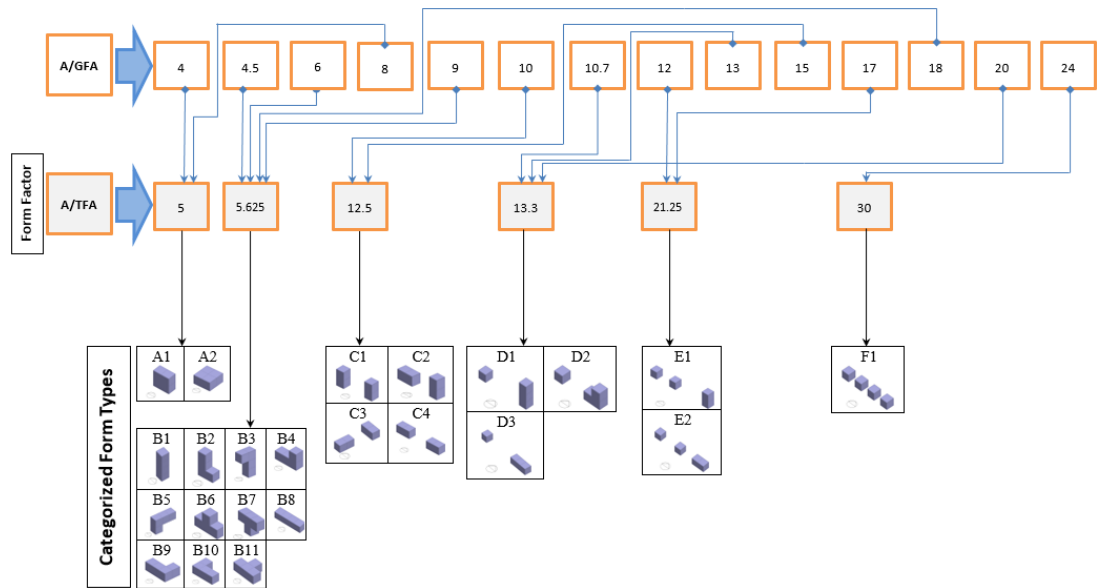 A/GFA
4
4.5
6
8
9
10
10.7
12
13
15
17
18
20
24
Form Factor
A/TFA
5
5.625
12.5
13.3
21.25
30
Categorized Form Types
A1 A2
B1 B2 B3 B4
B5 B6 B7 B8
B9 B10 B11
C1 C2
C3 C4
D1 D2
D3
E1
E2
F1